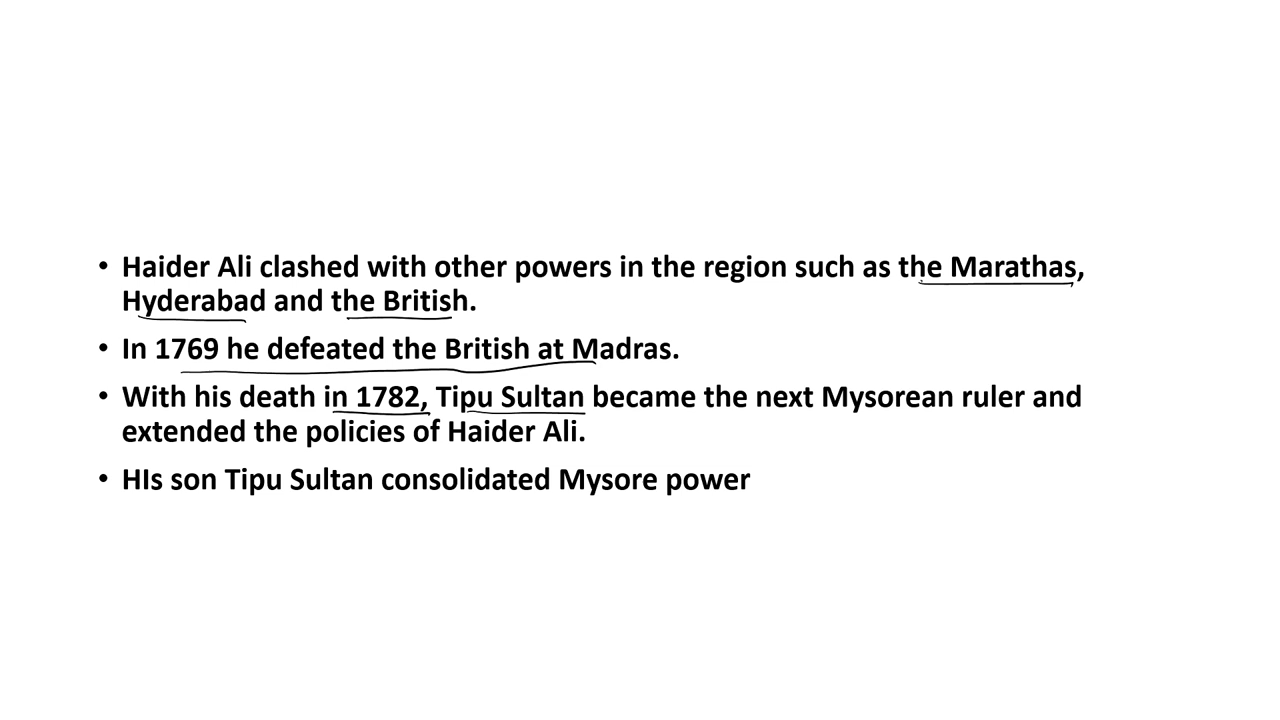 • Haider Ali clashed with other powers in the region such as the Marathas,
Hyderabad and the British.
• In 1769 he defeated the British at Madras.
• With his death in 1782, Tipu Sultan became the next Mysorean ruler and
extended the policies of Haider Ali.
• HIs son Tipu Sultan consolidated Mysore power